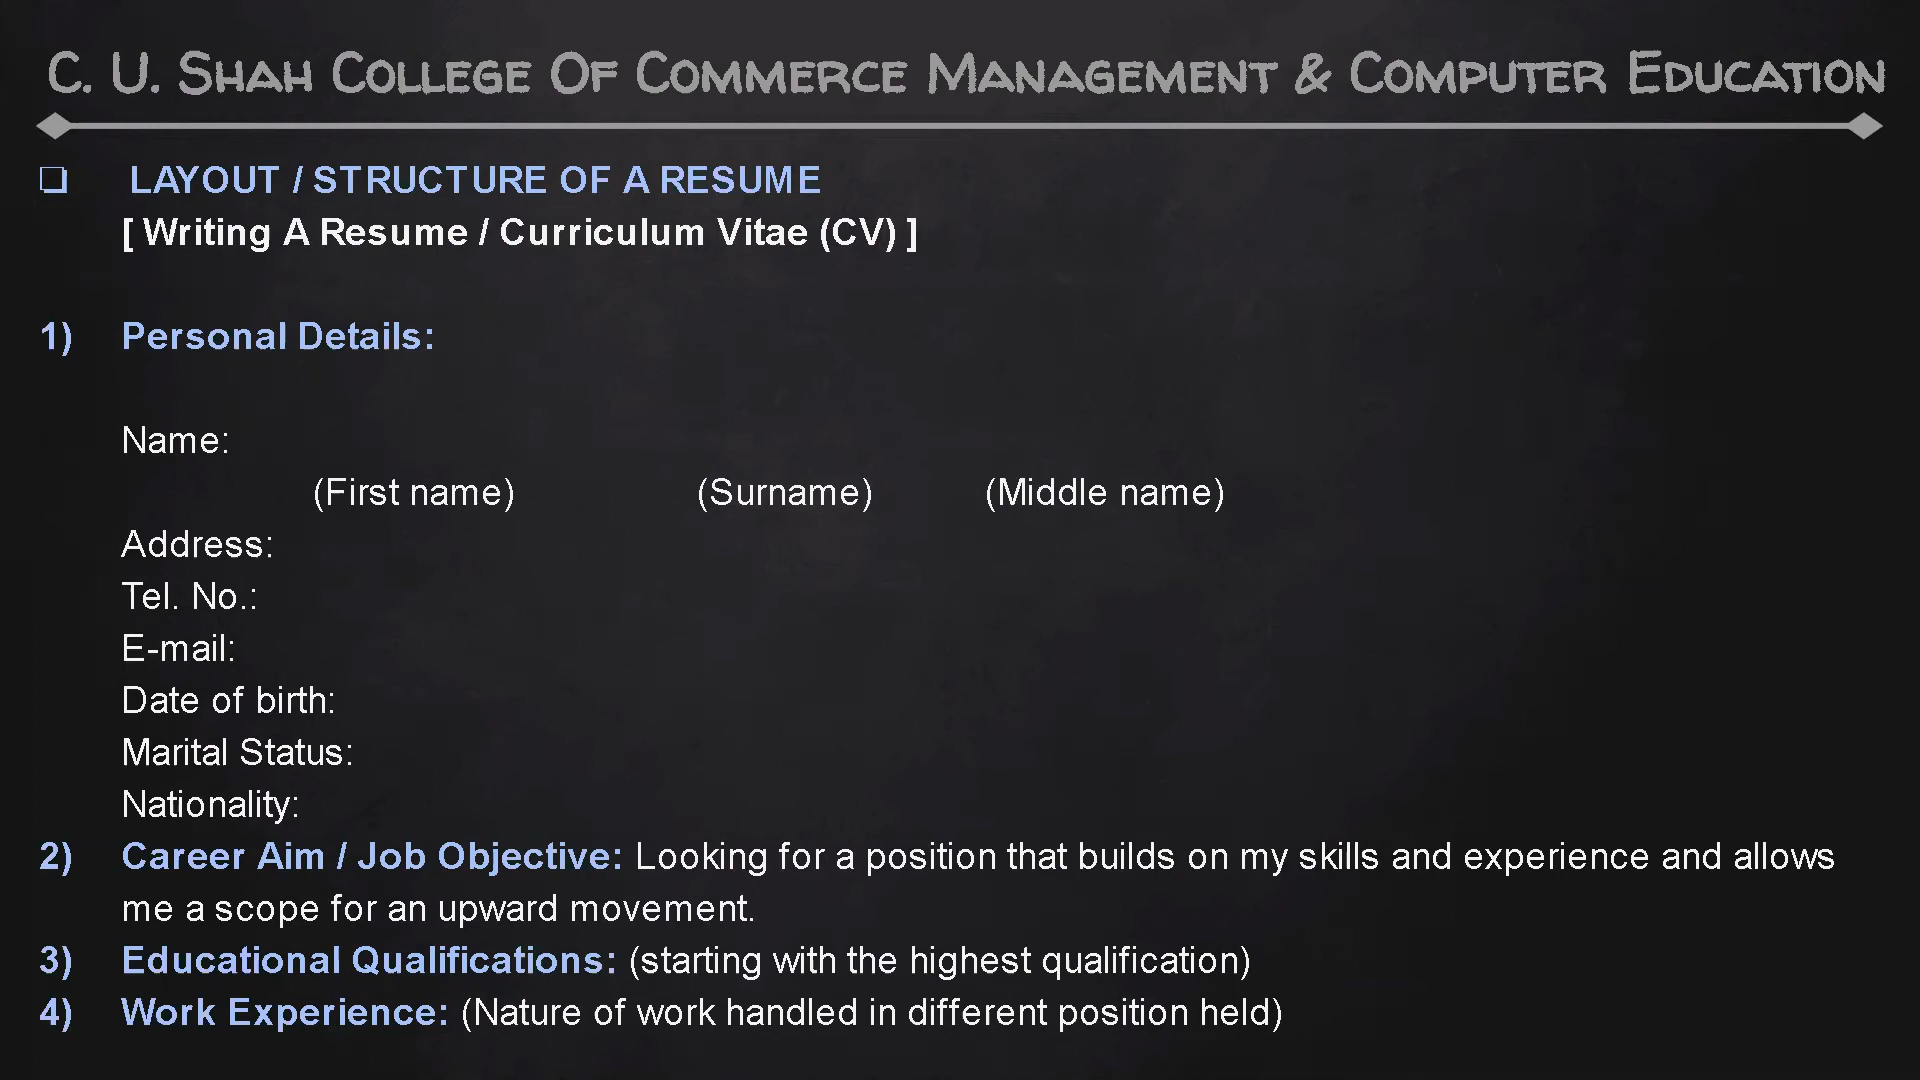 C. U. Shah College Of Commerce Management & Computer Education
❏ LAYOUT / STRUCTURE OF A RESUME
[ Writing A Resume / Curriculum Vitae (CV) ]
1) Personal Details:
Name:
(First name) (Surname) (Middle name)
Address:
Tel. No.:
E-mail:
Date of birth:
Marital Status:
Nationality:
2) Career Aim / Job Objective: Looking for a position that builds on my skills and experience and allows
me a scope for an upward movement.
3) Educational Qualifications: (starting with the highest qualification)
4) Work Experience: (Nature of work handled in different position held)